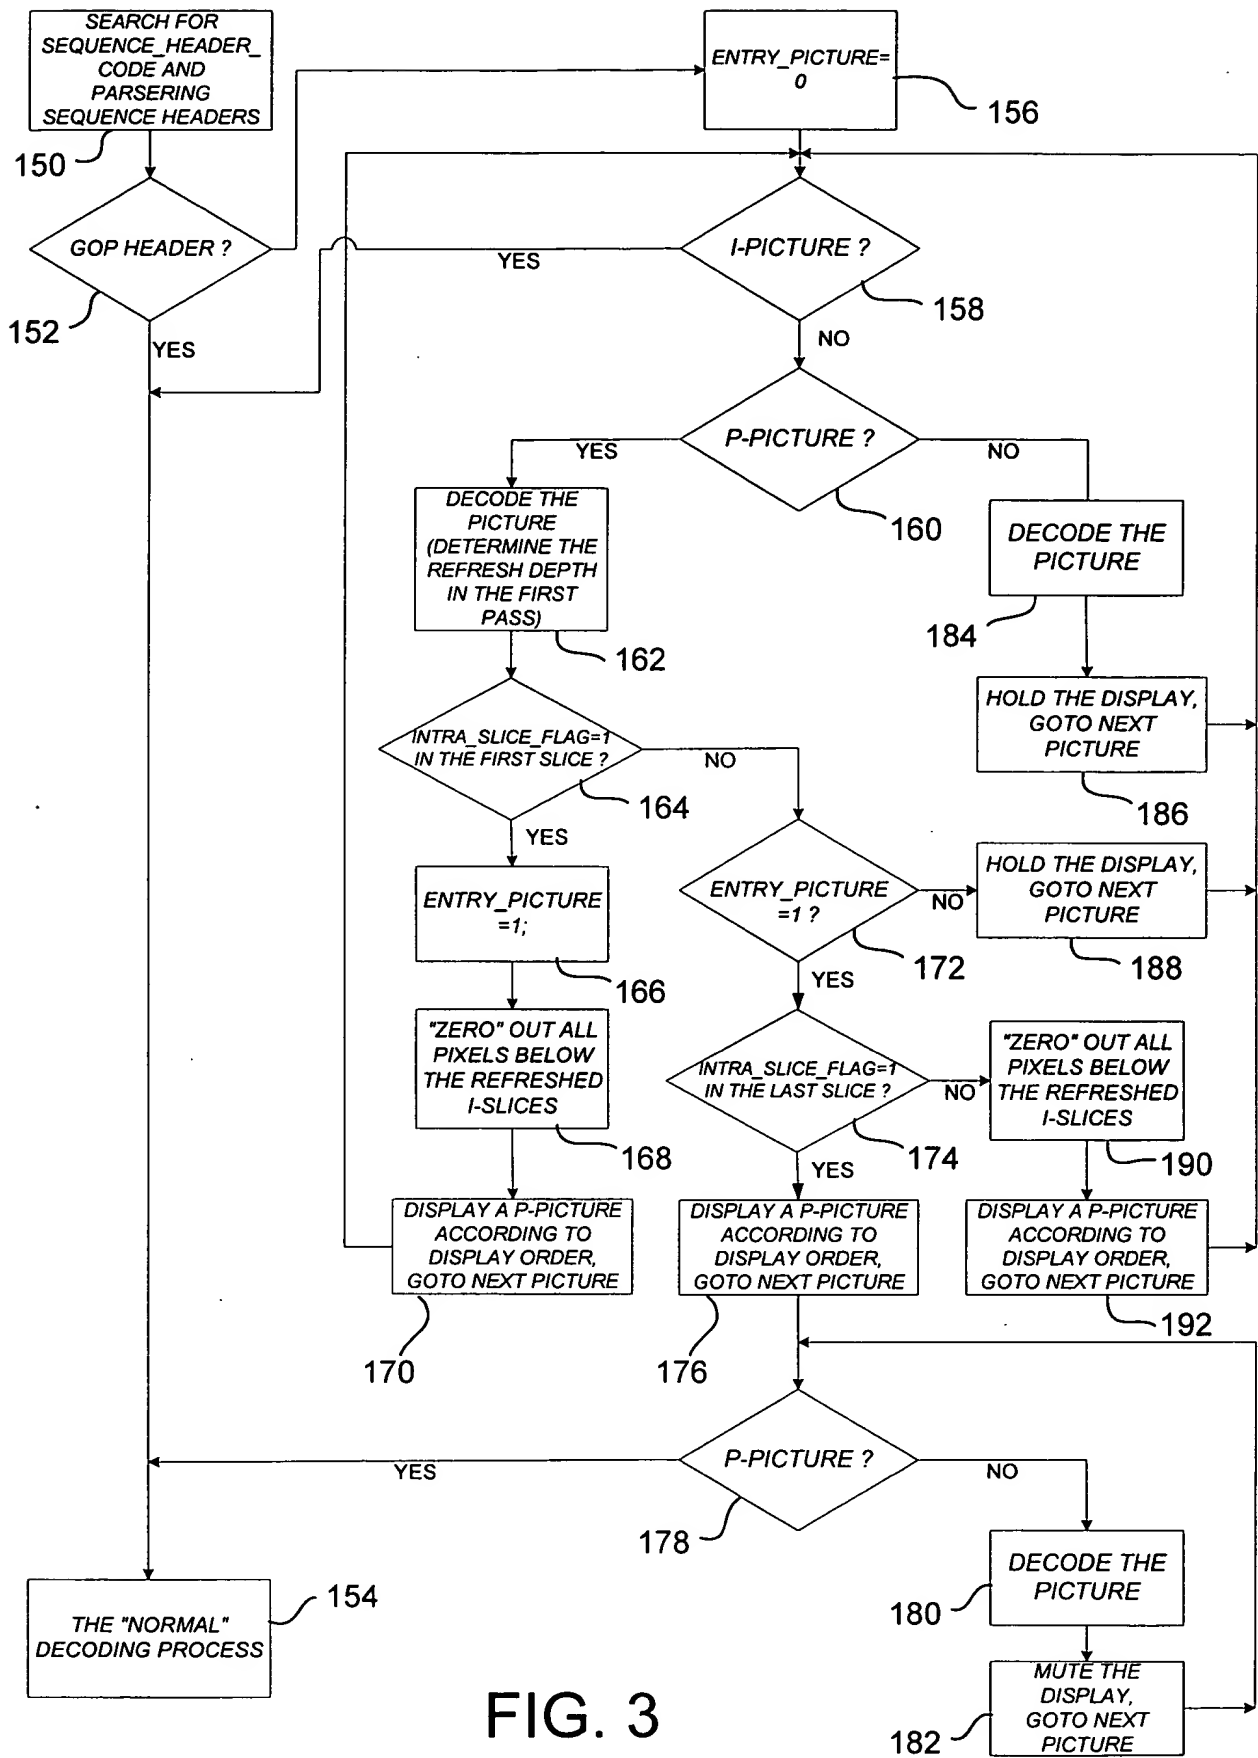 SEARCH FOR
SEQUENCE_HEADER_
CODE AND
PARSERING
SEQUENCE HEADERS
150
ENTRY_PICTURE=
0
156
GOP HEADER ?
152
YES
I-PICTURE ?
158
YES
NO
P-PICTURE ?
160
YES
NO
DECODE THE
PICTURE
(DETERMINE THE
REFRESH DEPTH
IN THE FIRST
PASS)
162
DECODE THE
PICTURE
184
HOLD THE DISPLAY,
GOTO NEXT
PICTURE
186
INTRA_SLICE_FLAG=1
IN THE FIRST SLICE ?
164
NO
YES
ENTRY_PICTURE
=1;
166
ENTRY_PICTURE
=1 ?
172
NO
YES
HOLD THE DISPLAY,
GOTO NEXT
PICTURE
188
"ZERO" OUT ALL
PIXELS BELOW
THE REFRESHED
I-SLICES
168
INTRA_SLICE_FLAG=1
IN THE LAST SLICE ?
174
NO
YES
"ZERO" OUT ALL
PIXELS BELOW
THE REFRESHED
I-SLICES
190
DISPLAY A P-PICTURE
ACCORDING TO
DISPLAY ORDER,
GOTO NEXT PICTURE
170
DISPLAY A P-PICTURE
ACCORDING TO
DISPLAY ORDER,
GOTO NEXT PICTURE
176
DISPLAY A P-PICTURE
ACCORDING TO
DISPLAY ORDER,
GOTO NEXT PICTURE
192
P-PICTURE ?
178
YES
NO
DECODE THE
PICTURE
180
MUTE THE
DISPLAY,
GOTO NEXT
PICTURE
182
THE "NORMAL"
DECODING PROCESS
154
FIG. 3